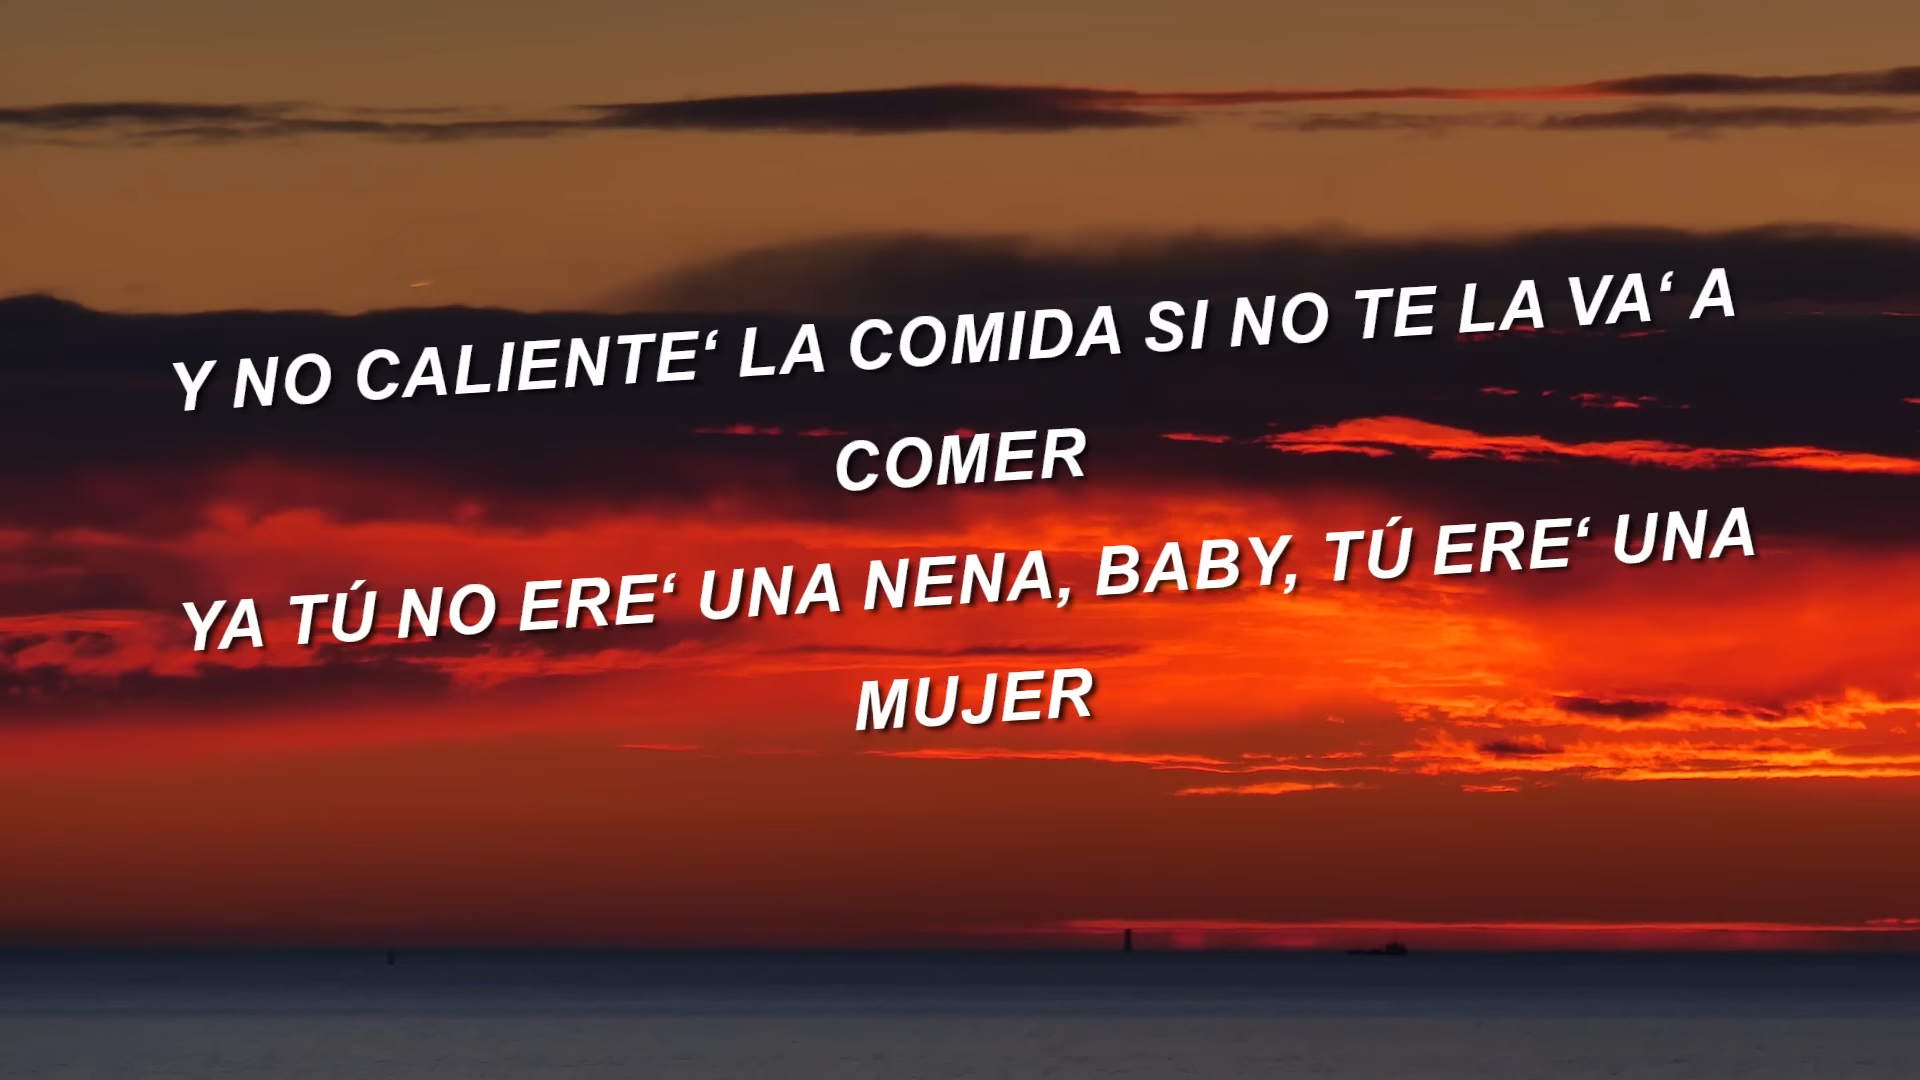 Y NO CALIENTE‘ LA COMIDA SI NO TE LA VA‘ A
COMER
YA TÚ NO ERE‘ UNA NENA, BABY, TÚ ERE‘ UNA
MUJER